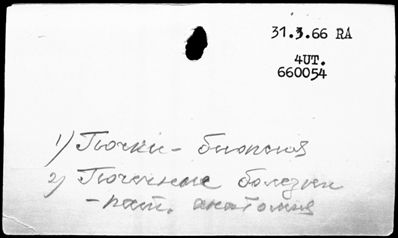 31.3.66 RA
4UT.
660054
1) Почки - биопсия
2) Почечные болезни
- пат. анатомия